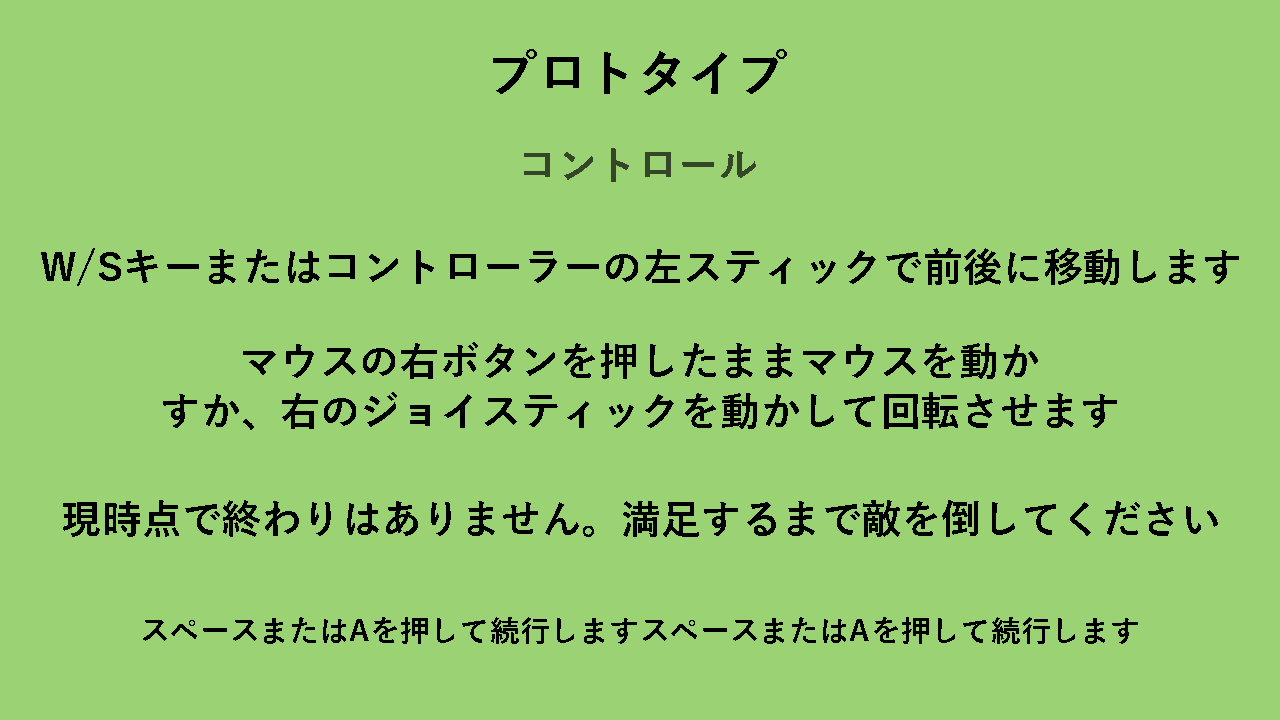 プロトタイプ
コントロール
W/Sキーまたはコントローラーの左スティックで前後に移動します
マウスの右ボタンを押したままマウスを動か
すか、右のジョイスティックを動かして回転させます
現時点で終わりはありません。満足するまで敵を倒してください
スペースまたはAを押して続行しますスペースまたはAを押して続行します